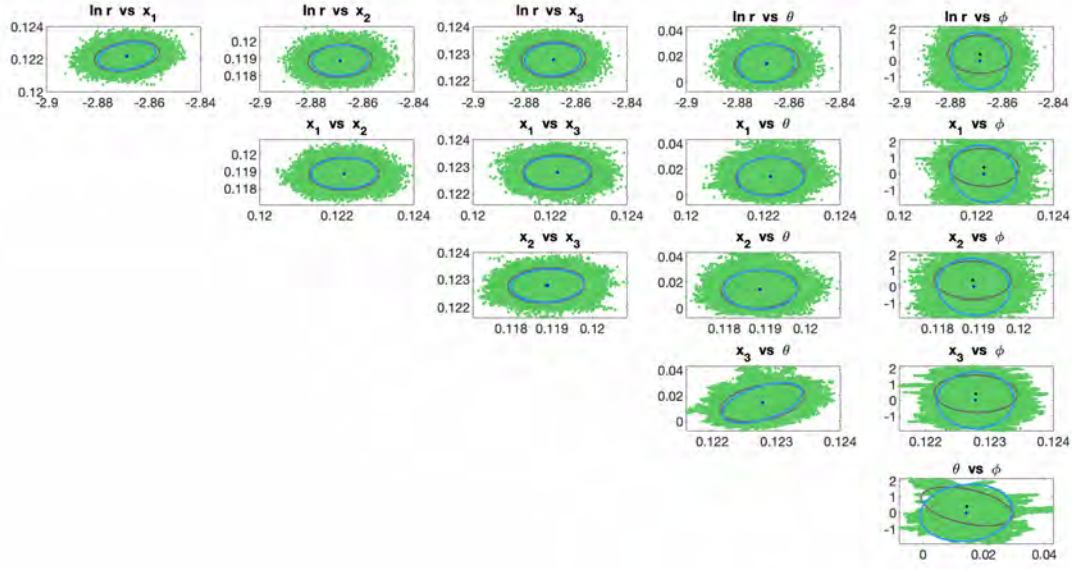 ln r vs x1 ln r vs x2 ln r vs x3 ln r vs θ ln r vs ϕ
0.124 0.122 0.12 0.12 0.119 0.118 0.124 0.123 0.122 0.04 0.02 0 2 1 0 -1
-2.9 -2.88 -2.86 -2.84 -2.9 -2.88 -2.86 -2.84 -2.9 -2.88 -2.86 -2.84 -2.9 -2.88 -2.86 -2.84 -2.9 -2.88 -2.86 -2.84
x1 vs x2 x1 vs x3 x1 vs θ x1 vs ϕ
0.12 0.119 0.118 0.124 0.123 0.122 0.04 0.02 0 2 1 0 -1
0.12 0.122 0.124 0.12 0.122 0.124 0.12 0.122 0.124 0.12 0.122 0.124
x2 vs x3 x2 vs θ x2 vs ϕ
0.124 0.123 0.122 0.04 0.02 0 2 1 0 -1
0.118 0.119 0.12 0.118 0.119 0.12 0.118 0.119 0.12
x3 vs θ x3 vs ϕ
0.04 0.02 0 2 1 0 -1
0.122 0.123 0.124 0.122 0.123 0.124
θ vs ϕ
2 1 0 -1
0 0.02 0.04